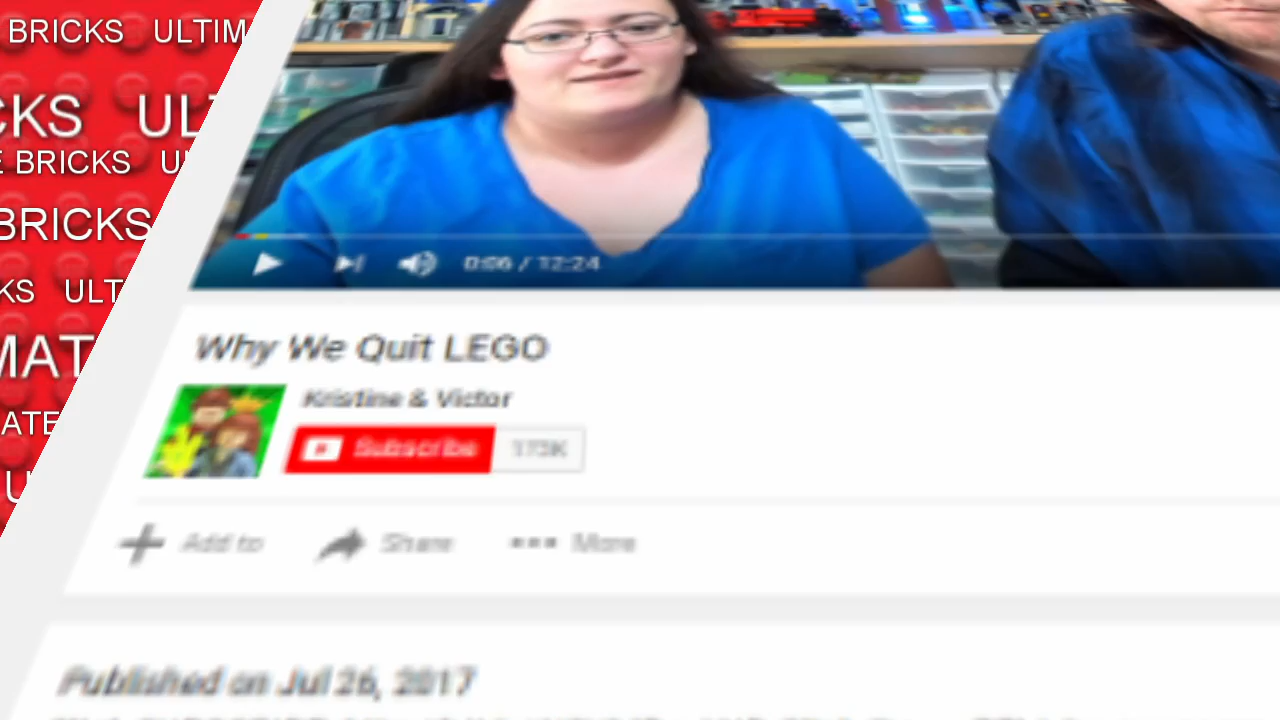 BRICKS ULTIM
CKS ULT
E BRICKS UL
BRICKS
KS ULT
MAT
ATE
U
0:06 / 12:24
Why We Quit LEGO
Kristine & Victor
Subscribe 173K
Add to Share More
Published on Jul 26, 2017